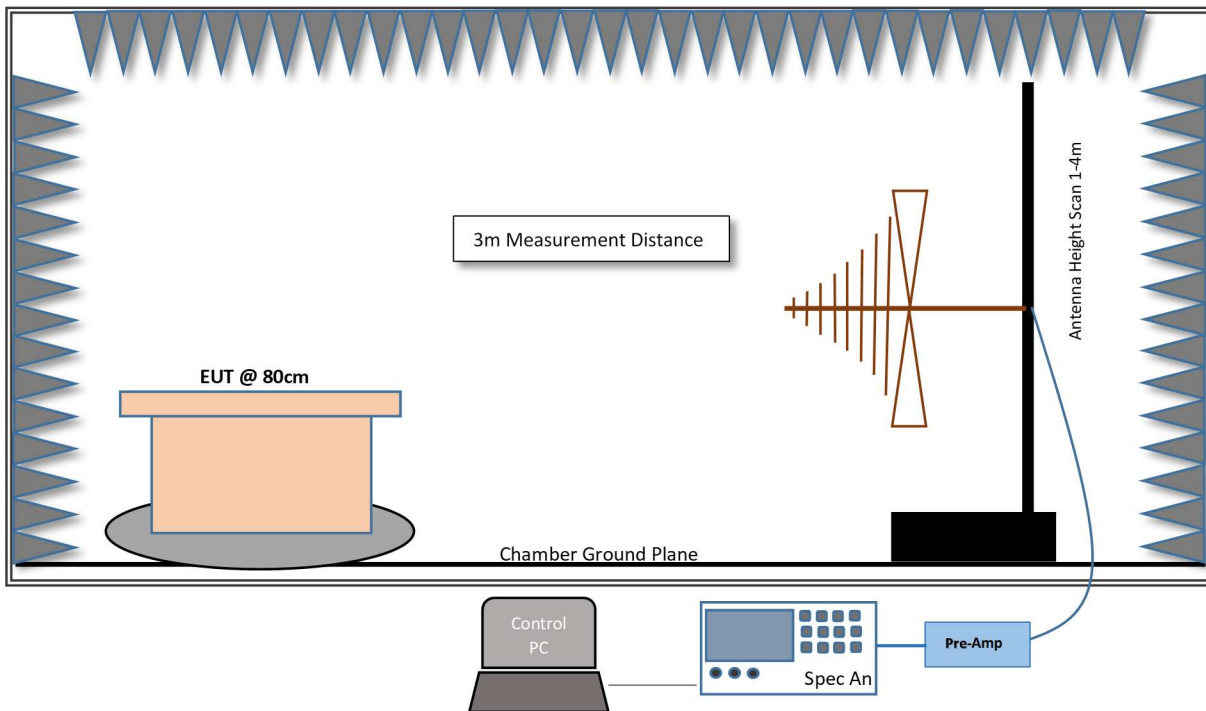 Antenna Height Scan 1-4m
3m Measurement Distance
EUT @ 80cm
Chamber Ground Plane
Control
PC
Spec An
Pre-Amp